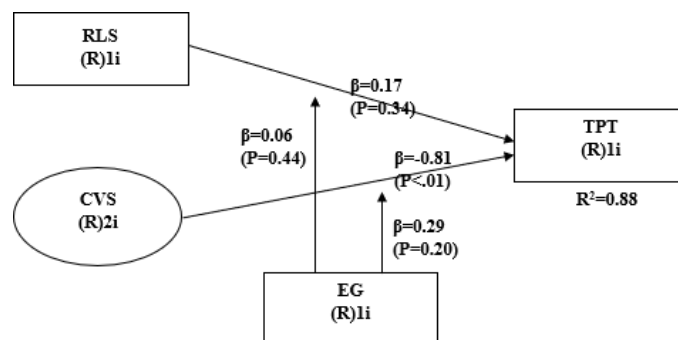 RLS
(R)1i
β=0.17
(P=0.34)
TPT
(R)1i
β=0.06
(P=0.44)
β=-0.81
(P<.01)
CVS
(R)2i
R²=0.88
β=0.29
(P=0.20)
EG
(R)1i